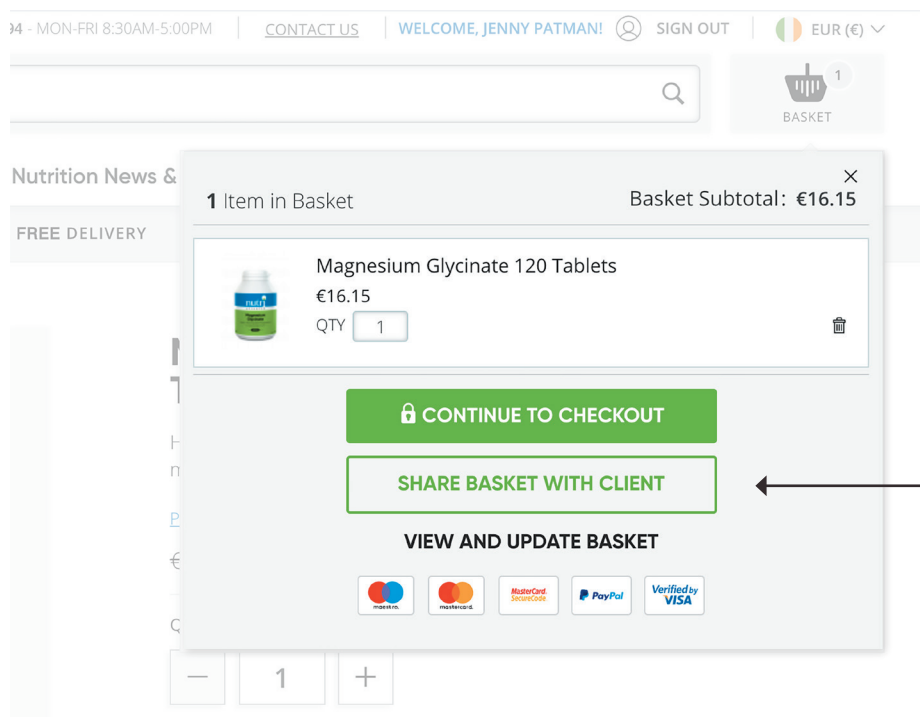 94 - MON-FRI 8:30AM-5:00PM CONTACT US WELCOME, JENNY PATMAN! SIGN OUT EUR (€)
1
BASKET
Nutrition News &
1 Item in Basket Basket Subtotal: €16.15
FREE DELIVERY
Magnesium Glycinate 120 Tablets
€16.15
nutri
QTY 1
Magnesium
Glycinate
CONTINUE TO CHECKOUT
SHARE BASKET WITH CLIENT
VIEW AND UPDATE BASKET
maestro. mastercard. MasterCard. SecureCode PayPal Verified by VISA
€
1